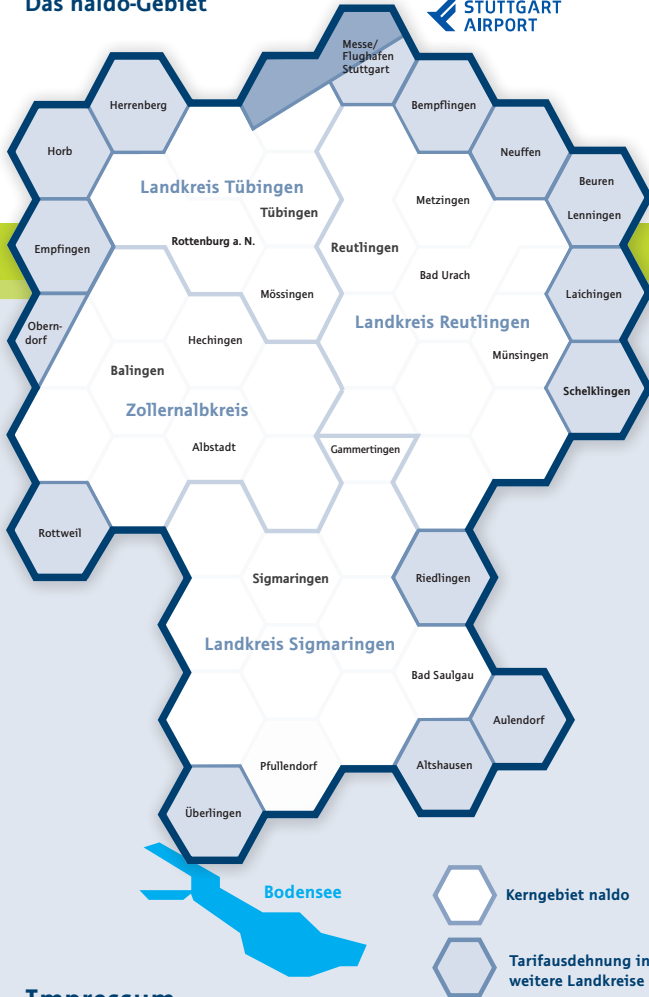 Das naldo-Gebiet
STUTTGART
AIRPORT
Messe/
Flughafen
Stuttgart
Herrenberg
Bempflingen
Horb
Neuffen
Beuren
Lenningen
Landkreis Tübingen
Metzingen
Tübingen
Rottenburg a. N.
Reutlingen
Empfingen
Bad Urach
Mössingen
Laichingen
Obern-
dorf
Landkreis Reutlingen
Hechingen
Münsingen
Balingen
Schelklingen
Zollernalbkreis
Albstadt
Gammertingen
Rottweil
Sigmaringen
Riedlingen
Landkreis Sigmaringen
Bad Saulgau
Aulendorf
Pfullendorf
Altshausen
Überlingen
Bodensee
Kerngebiet naldo
Tarifausdehnung in
weitere Landkreise
Impressum